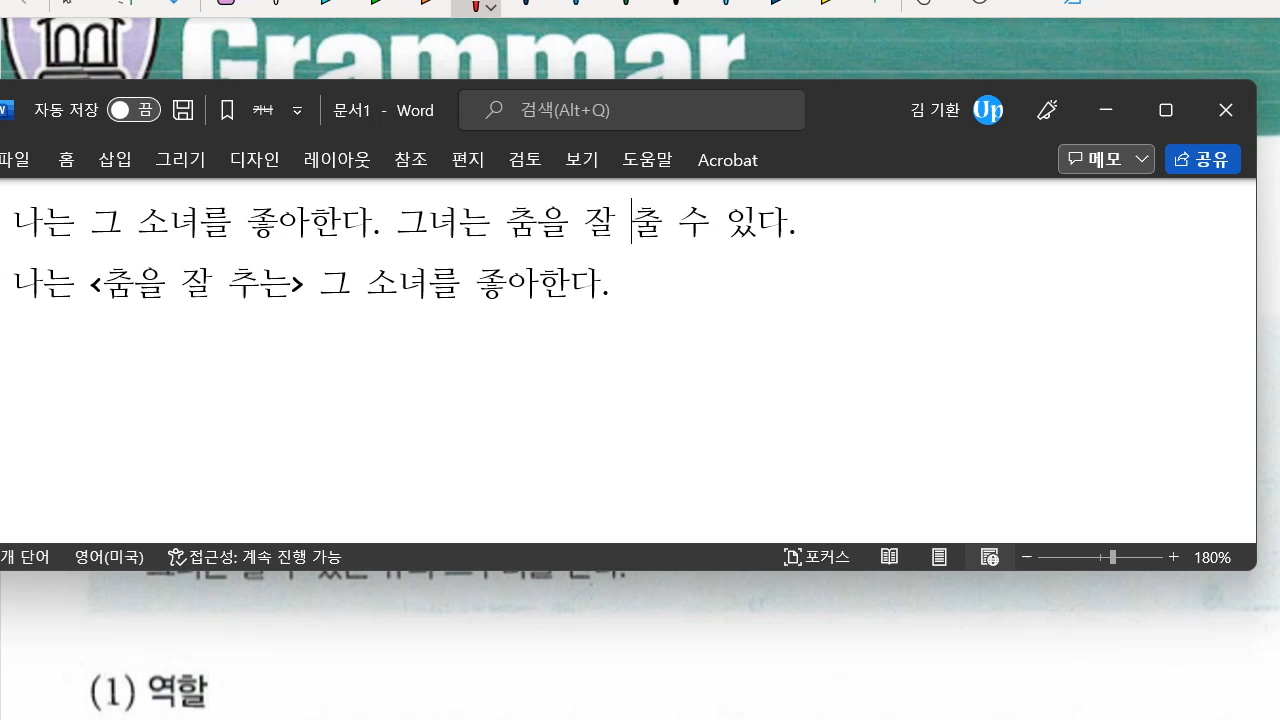 Grammar
자동 저장 끔 가나 문서1 - Word 검색(Alt+Q) 김 기환 Up
파일 홈 삽입 그리기 디자인 레이아웃 참조 편지 검토 보기 도움말 Acrobat 메모 공유
나는 그 소녀를 좋아한다. 그녀는 춤을 잘 출 수 있다.
나는 <춤을 잘 추는> 그 소녀를 좋아한다.
개 단어 영어(미국) 접근성: 계속 진행 가능 포커스 180%
(1) 역할